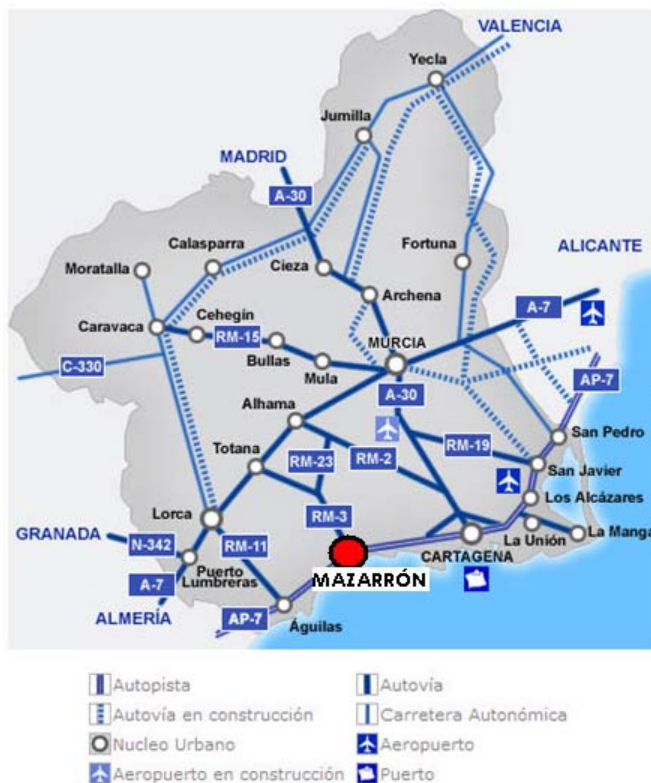 VALENCIA
Yecla
Jumilla
MADRID
A-30
Calasparra
Fortuna
ALICANTE
Moratalla
Cieza
Archena
A-7
Cehegín
Caravaca
RM-15
MURCIA
Bullas
C-330
Mula
AP-7
A-30
Alhama
San Pedro
Totana
RM-23
RM-2
RM-19
San Javier
Los Alcázares
Lorca
RM-3
GRANADA
N-342
RM-11
La Unión
La Manga
CARTAGENA
Puerto
Lumbreras
MAZARRÓN
A-7
ALMERÍA
AP-7
Águilas
Autopista
Autovía
Autovía en construcción
Carretera Autonómica
Nucleo Urbano
Aeropuerto
Aeropuerto en construcción
Puerto